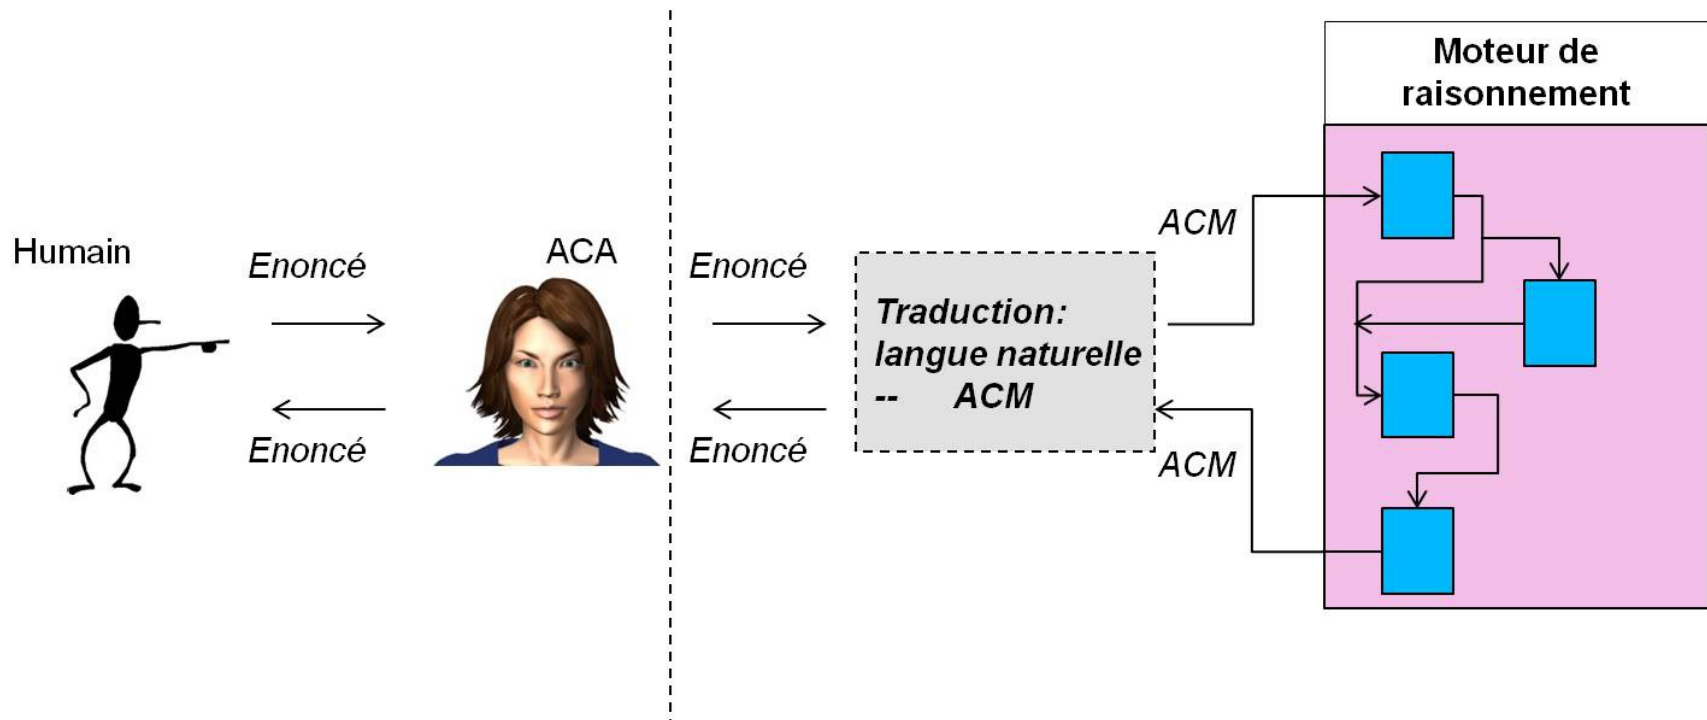 Humain
Enoncé
Enoncé
ACA
Enoncé
Enoncé
Traduction:
langue naturelle
-- ACM
ACM
ACM
Moteur de
raisonnement